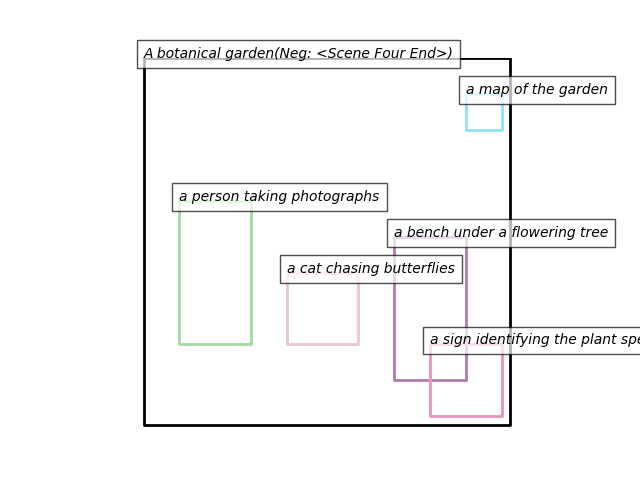 A botanical garden(Neg: <Scene Four End>)
a map of the garden
a person taking photographs
a bench under a flowering tree
a cat chasing butterflies
a sign identifying the plant spe